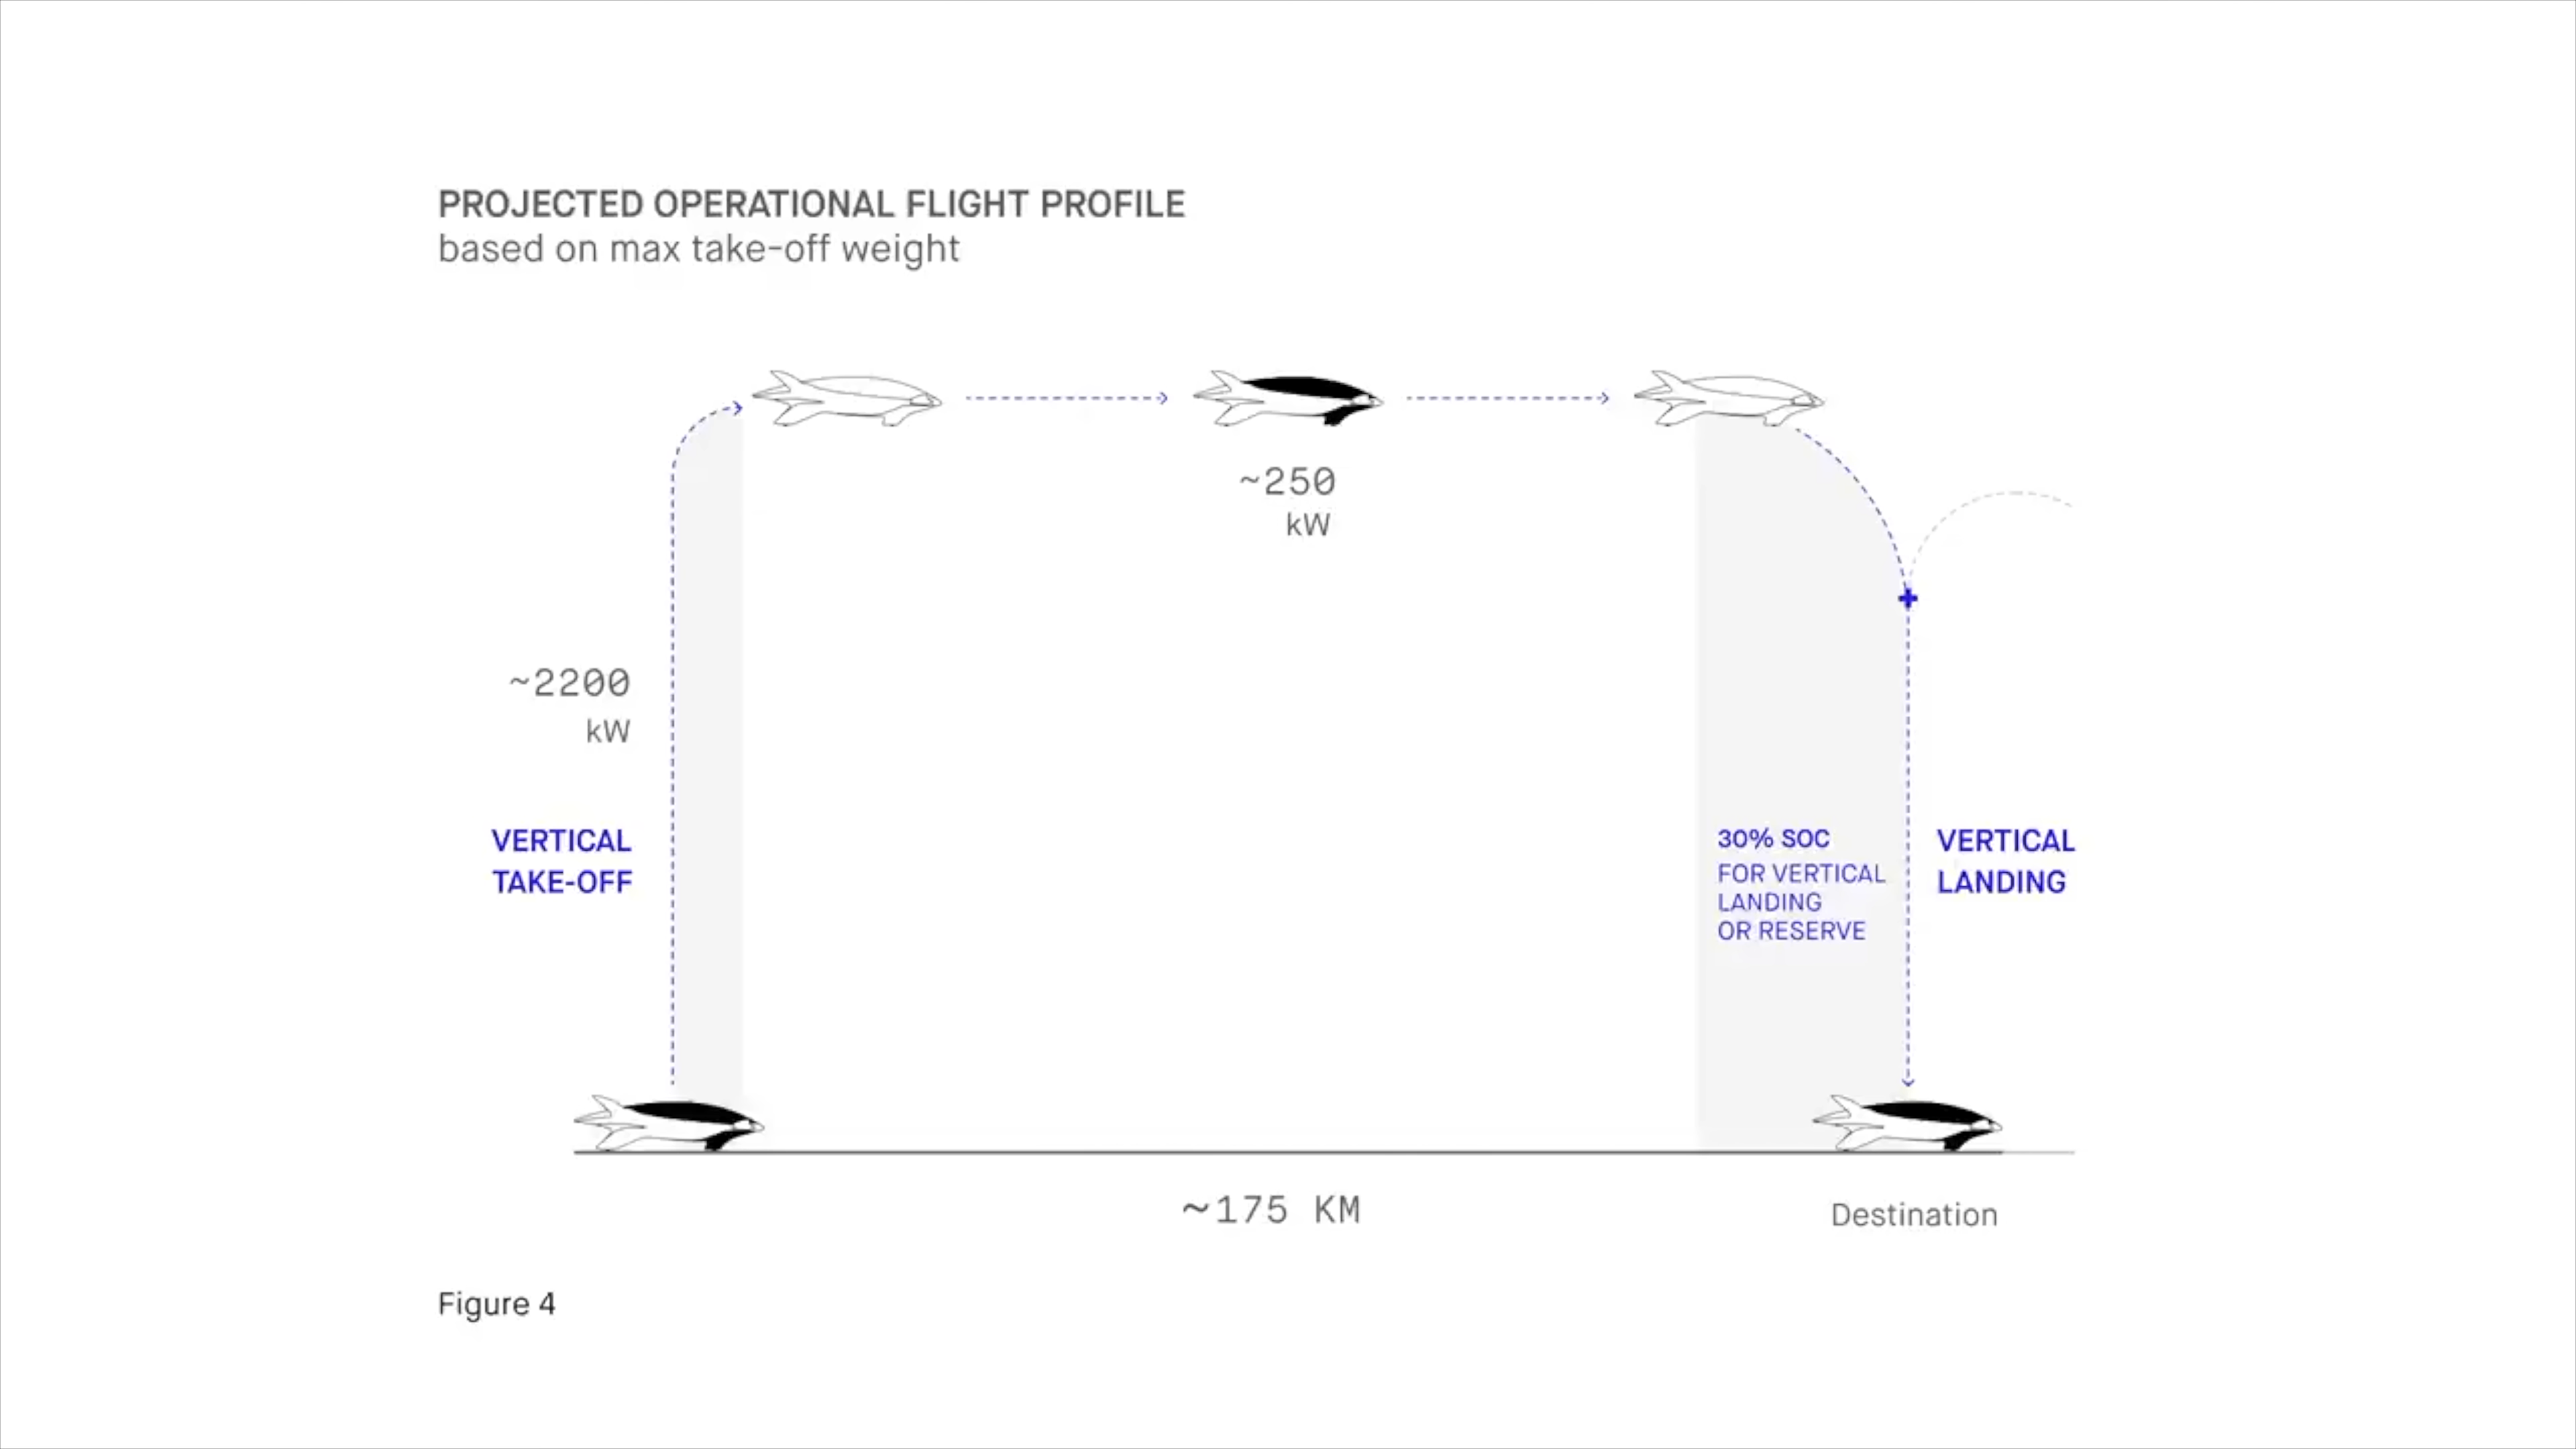 PROJECTED OPERATIONAL FLIGHT PROFILE
based on max take-off weight
~250
kW
~2200
kW
VERTICAL
TAKE-OFF
30% SOC
FOR VERTICAL
LANDING
OR RESERVE
VERTICAL
LANDING
~175 KM
Destination
Figure 4